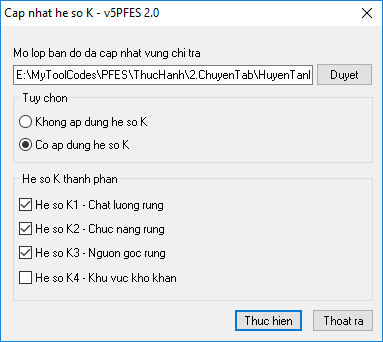 Cap nhat he so K - v5PFES 2.0
Mo lop ban do da cap nhat vung chi tra
E:\MyToolCodes\PFES\ThucHanh\2.ChuyenTab\HuyenTanl Duyet
Tuy chon
Khong ap dung he so K
Co ap dung he so K
He so K thanh phan
He so K1 - Chat luong rung
He so K2 - Chuc nang rung
He so K3 - Nguon goc rung
He so K4 - Khu vuc kho khan
Thuc hien Thoat ra